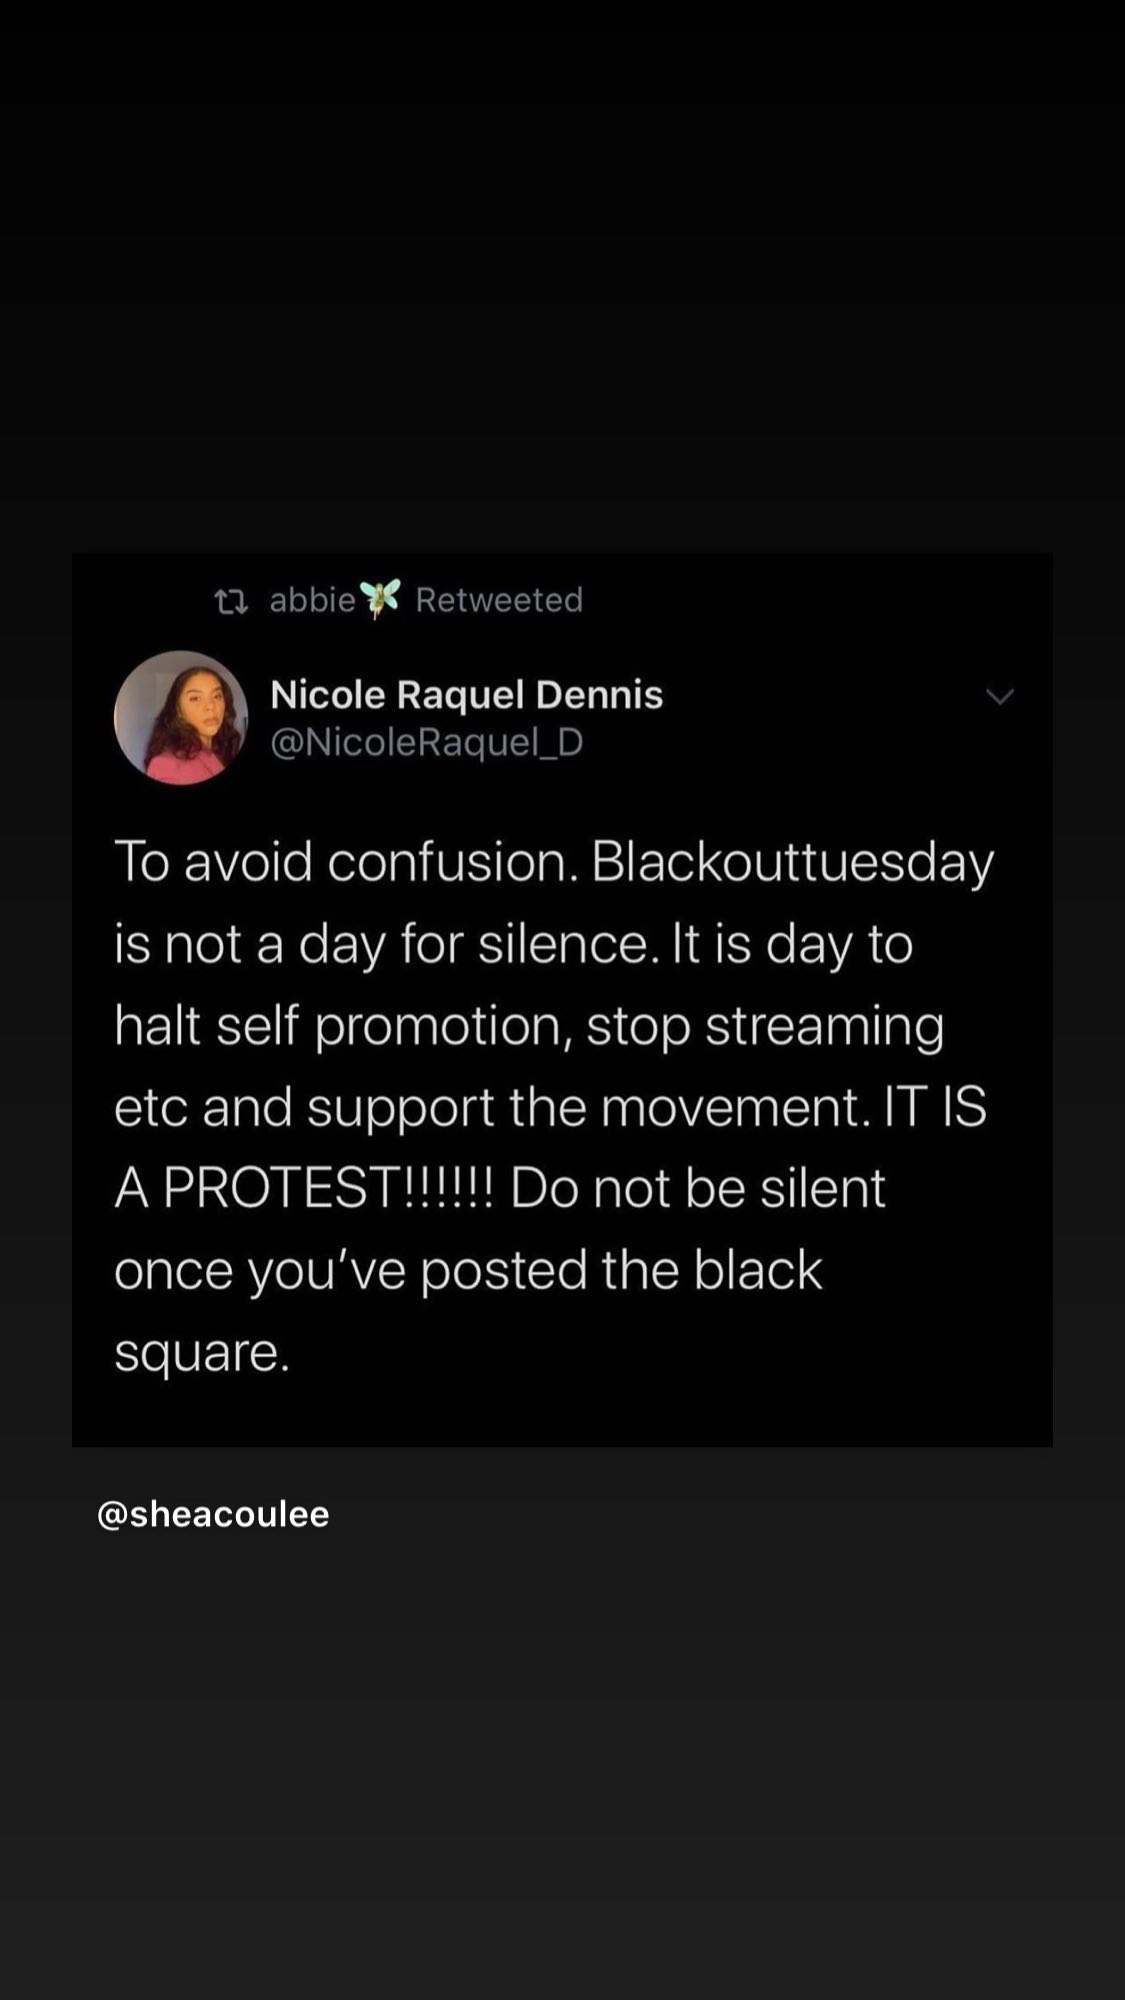 abbie🧚 Retweeted
Nicole Raquel Dennis
@NicoleRaquel_D
To avoid confusion. Blackouttuesday
is not a day for silence. It is day to
halt self promotion, stop streaming
etc and support the movement. IT IS
A PROTEST!!!!!! Do not be silent
once you’ve posted the black
square.
@sheacoulee